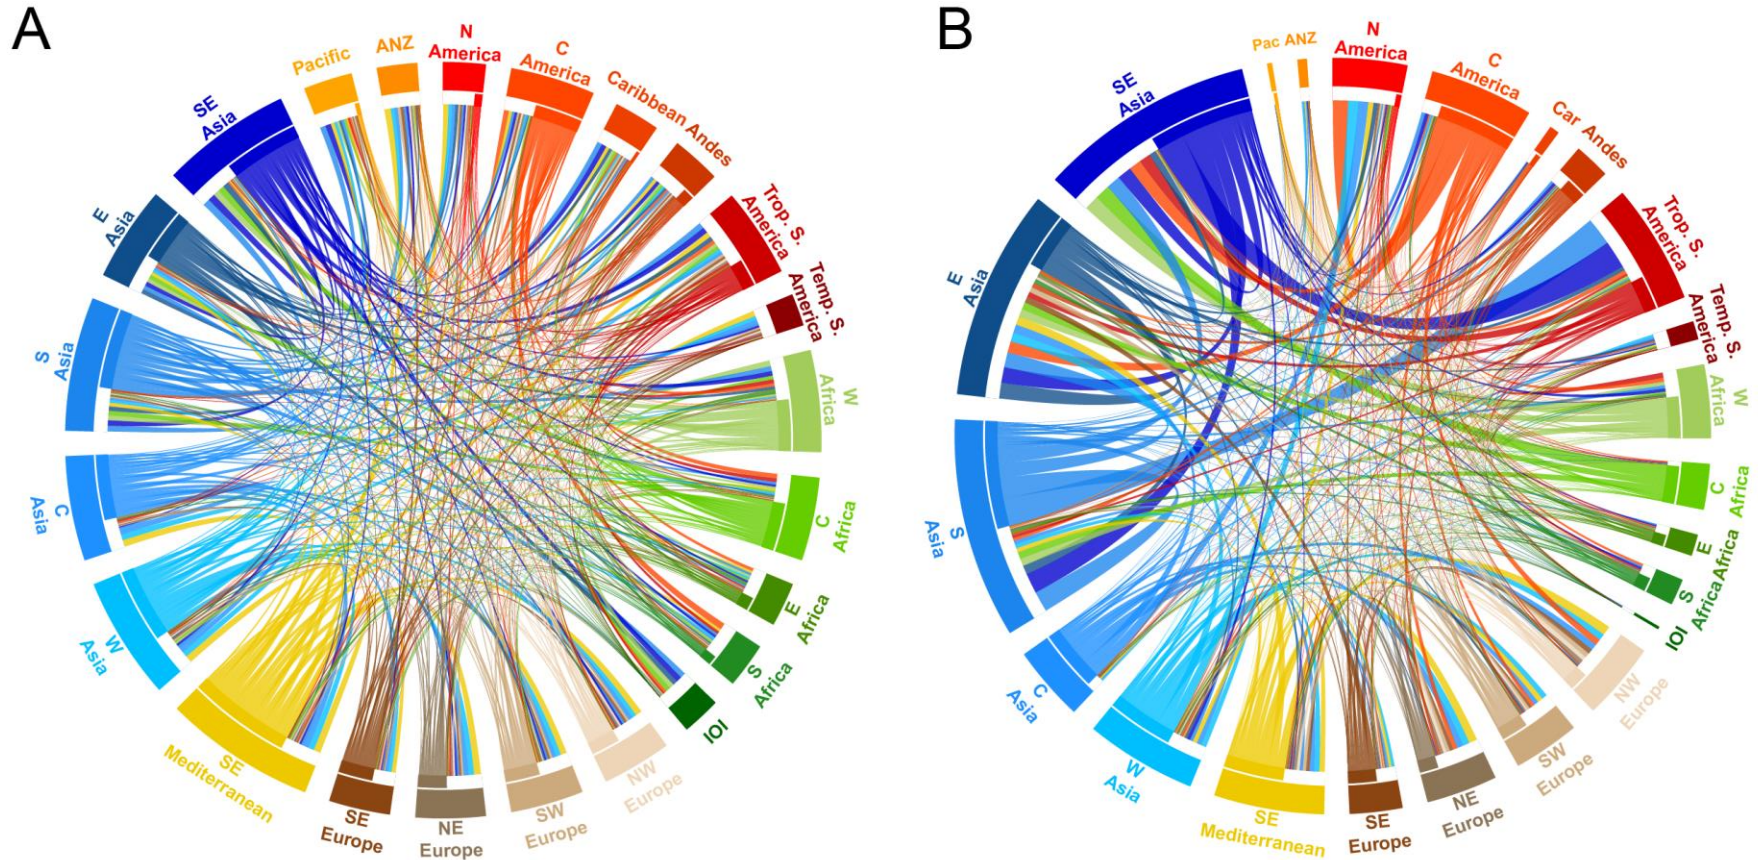 A
Pacific
ANZ
N
America
C
America
Caribbean
Andes
Trop. S.
America
Temp. S.
America
W
Africa
C
Africa
E
Africa
S
Africa
IOI
NW
Europe
SW
Europe
NE
Europe
SE
Europe
SE
Mediterranean
W
Asia
C
Asia
S
Asia
E
Asia
SE
Asia
B
Pac
ANZ
N
America
C
America
Car
Andes
Trop. S.
America
Temp. S.
America
W
Africa
C
Africa
E
Africa
S
Africa
IOI
NW
Europe
SW
Europe
NE
Europe
SE
Europe
SE
Mediterranean
W
Asia
C
Asia
S
Asia
E
Asia
SE
Asia